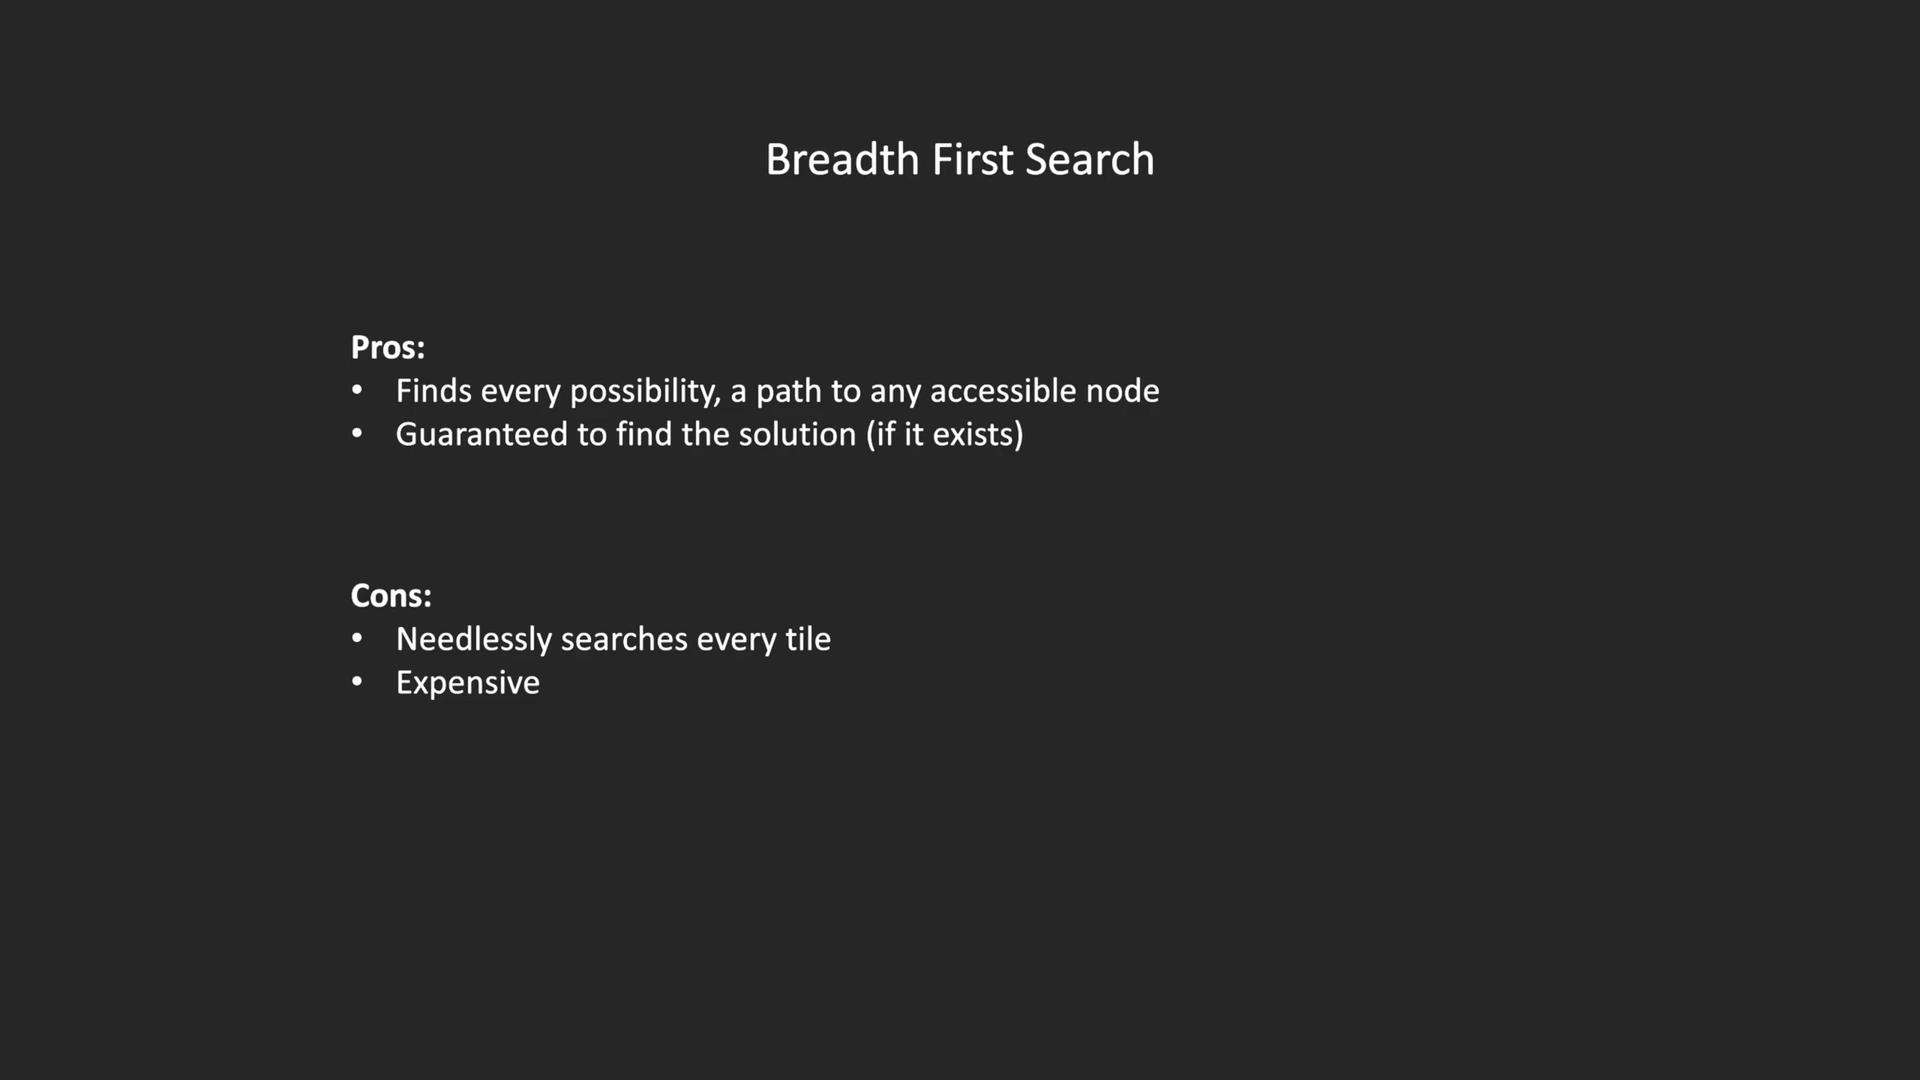 Breadth First Search
Pros:
• Finds every possibility, a path to any accessible node
• Guaranteed to find the solution (if it exists)
Cons:
• Needlessly searches every tile
• Expensive